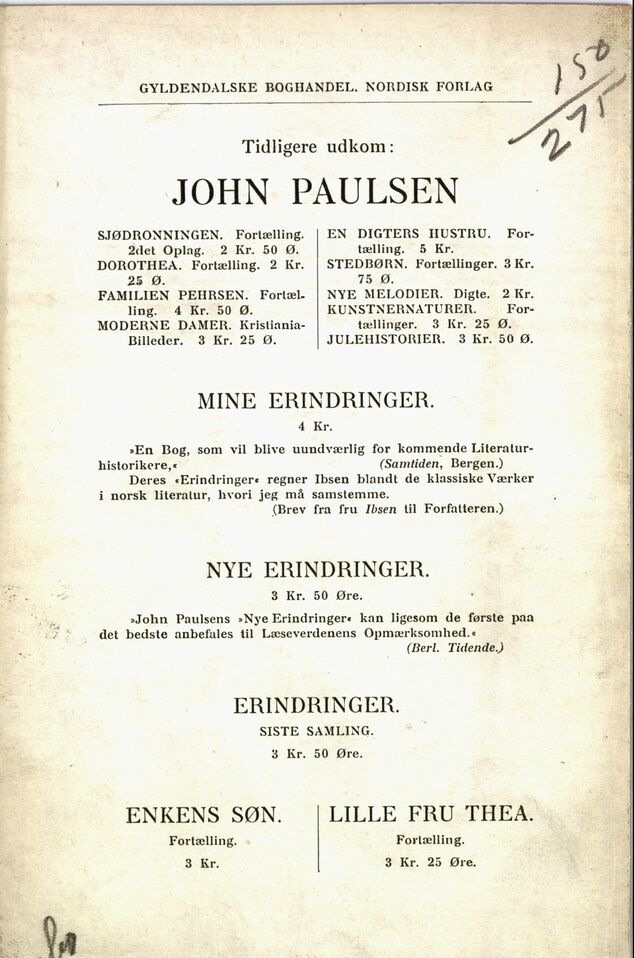 GYLDENDALSKE BOGHANDEL. NORDISK FORLAG
150
275
Tidligere udkom:
JOHN PAULSEN
SJØDRONNINGEN. Fortælling.
2det Oplag. 2 Kr. 50 Ø.
DOROTHEA. Fortælling. 2 Kr.
25 Ø.
FAMILIEN PEHRSEN. Fortæl-
ling. 4 Kr. 50 Ø.
MODERNE DAMER. Kristiania-
Billeder. 3 Kr. 25 Ø.
EN DIGTERS HUSTRU. For-
tælling. 5 Kr.
STEDBØRN. Fortællinger. 3 Kr.
75 Ø.
NYE MELODIER. Digte. 2 Kr.
KUNSTNERNATURER. For-
tællinger. 3 Kr. 25 Ø.
JULEHISTORIER. 3 Kr. 50 Ø.
MINE ERINDRINGER.
4 Kr.
»En Bog, som vil blive uundværlig for kommende Literatur-
historikere,« (Samtiden, Bergen.)
Deres «Erindringer« regner Ibsen blandt de klassiske Værker
i norsk literatur, hvori jeg må samstemme.
(Brev fra fru Ibsen til Forfatteren.)
NYE ERINDRINGER.
3 Kr. 50 Øre.
»John Paulsens »Nye Erindringer« kan ligesom de første paa
det bedste anbefales til Læseverdenens Opmærksomhed.«
(Berl. Tidende.)
ERINDRINGER.
SISTE SAMLING.
3 Kr. 50 Øre.
ENKENS SØN.
Fortælling.
3 Kr.
LILLE FRU THEA.
Fortælling.
3 Kr. 25 Øre.